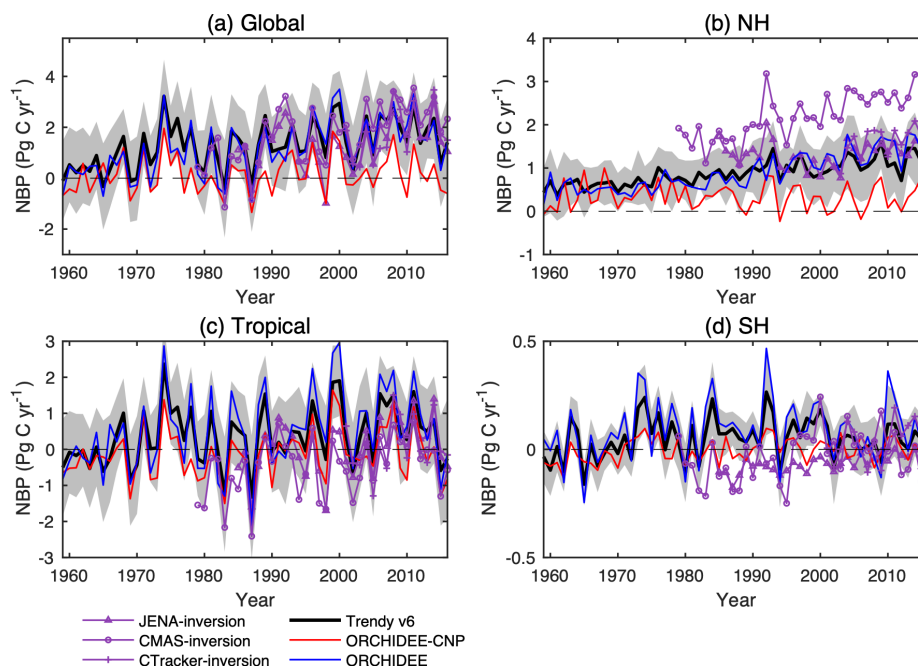 (a) Global
NBP (Pg C yr-1)
4
2
0
-2
1960 1970 1980 1990 2000 2010
Year
(b) NH
NBP (Pg C yr-1)
4
3
2
1
0
-1
1960 1970 1980 1990 2000 2010
Year
(c) Tropical
NBP (Pg C yr-1)
3
2
1
0
-1
-2
-3
1960 1970 1980 1990 2000 2010
Year
(d) SH
NBP (Pg C yr-1)
0.5
0
-0.5
1960 1970 1980 1990 2000 2010
Year
JENA-inversion
CMAS-inversion
CTracker-inversion
Trendy v6
ORCHIDEE-CNP
ORCHIDEE